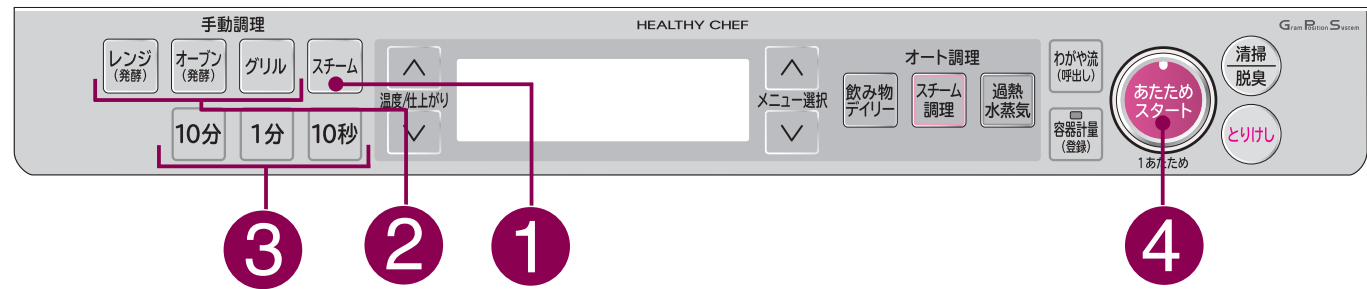 手動調理
HEALTHY CHEF
Gram Position System
レンジ
(発酵)
オーブン
(発酵)
グリル
スチーム
温度/仕上がり
メニュー選択
オート調理
飲み物
デイリー
スチーム
調理
過熱
水蒸気
わがや流
(呼出し)
あたため
スタート
清掃
脱臭
10分
1分
10秒
容器計量
(登録)
1あたため
とりけし
3
2
1
4